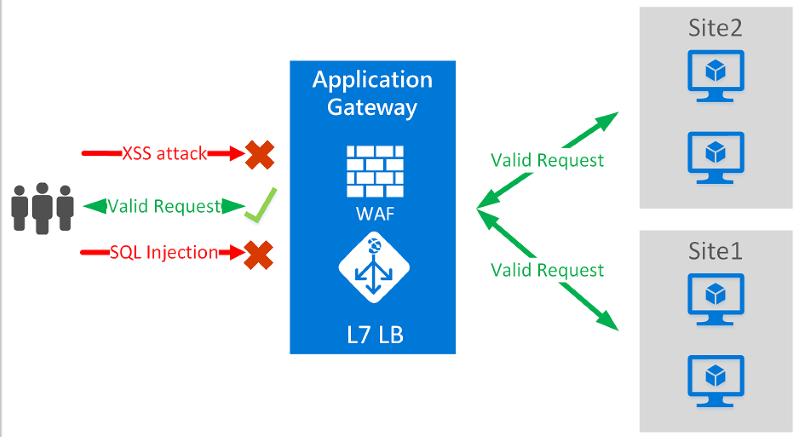 XSS attack
Valid Request
SQL Injection
Application
Gateway
WAF
L7 LB
Valid Request
Valid Request
Site2
Site1